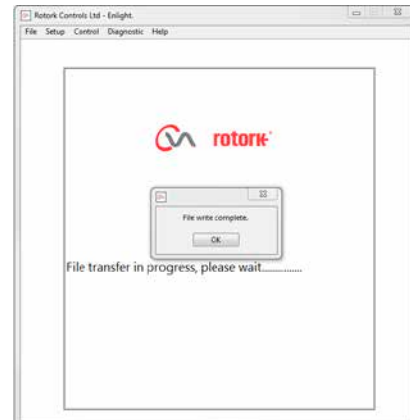 Rotork Controls Ltd - Enlight.
File Setup Control Diagnostic Help
rotork
File write complete.
OK
File transfer in progress, please wait..............